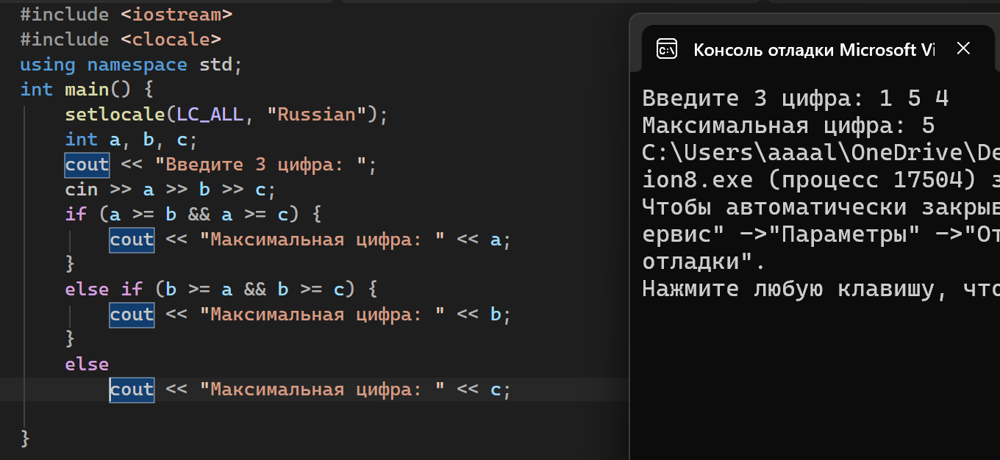 #include <iostream>
#include <clocale>
using namespace std;
int main() {
setlocale(LC_ALL, "Russian");
int a, b, c;
cout << "Введите 3 цифра: ";
cin >> a >> b >> c;
if (a >= b && a >= c) {
cout << "Максимальная цифра: " << a;
}
else if (b >= a && b >= c) {
cout << "Максимальная цифра: " << b;
}
else
cout << "Максимальная цифра: " << c;
}
Консоль отладки Microsoft Vi
Введите 3 цифра: 1 5 4
Максимальная цифра: 5
C:\Users\aaaal\OneDrive\De
ion8.exe (процесс 17504) з
Чтобы автоматически закрыв
ервис" ->"Параметры" ->"От
отладки".
Нажмите любую клавишу, что